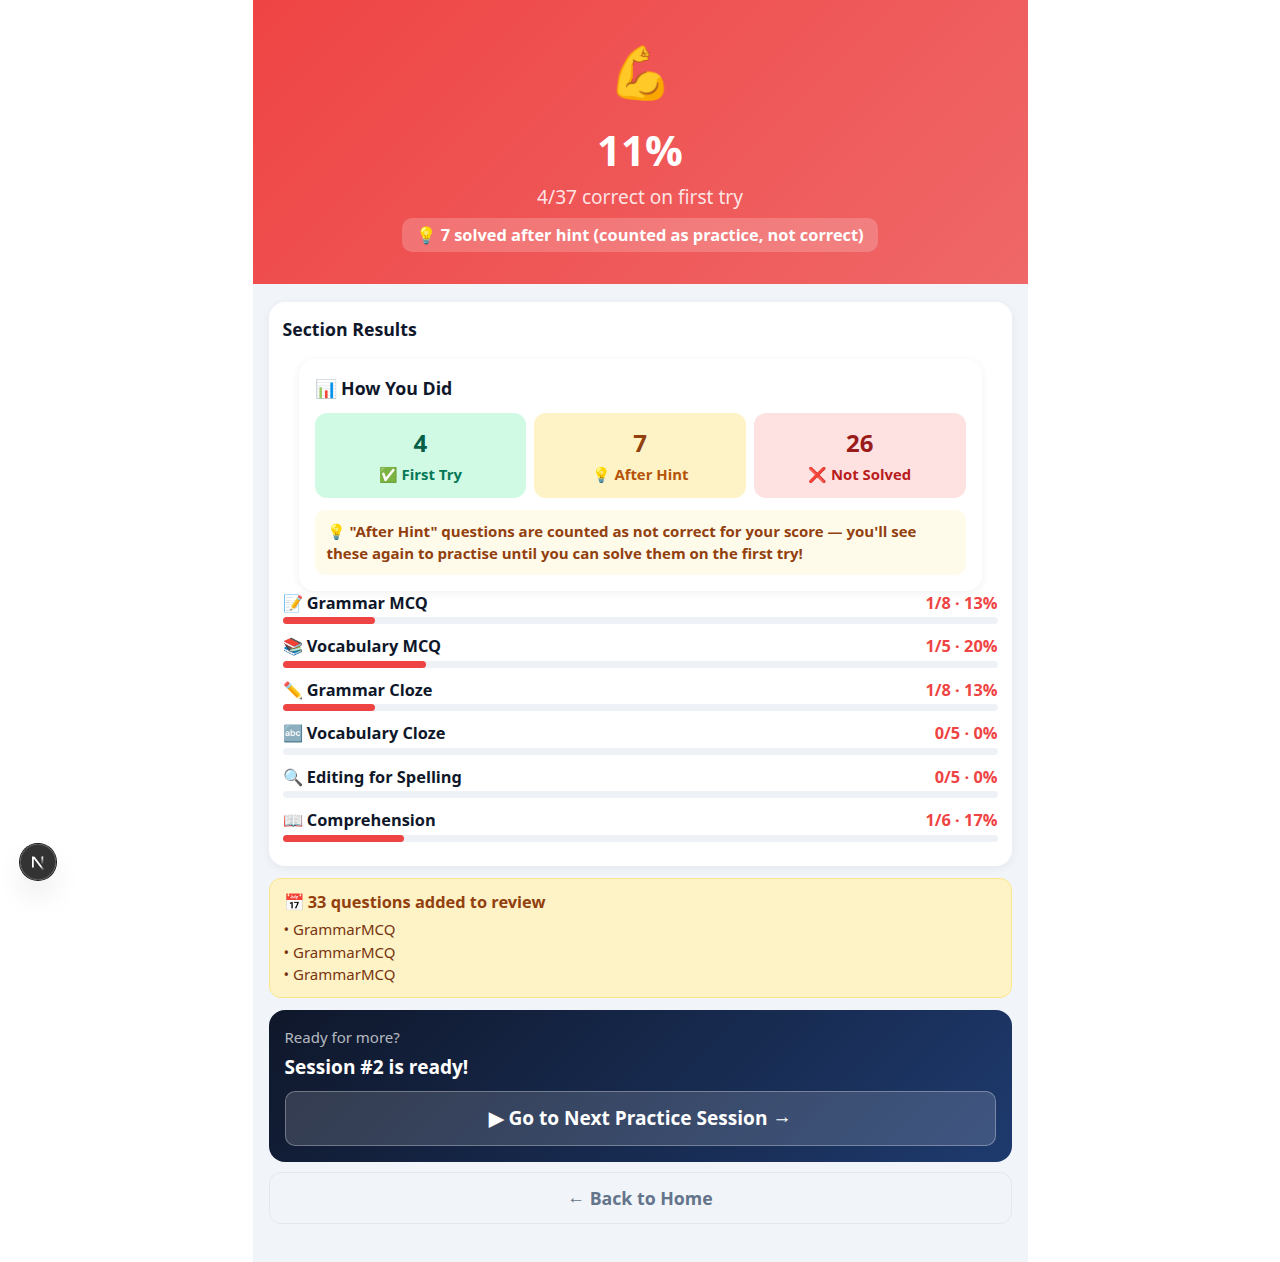 💪
11%
4/37 correct on first try
💡 7 solved after hint (counted as practice, not correct)
Section Results
📊 How You Did
4
✅ First Try
7
💡 After Hint
26
❌ Not Solved
💡 "After Hint" questions are counted as not correct for your score — you'll see
these again to practise until you can solve them on the first try!
📝 Grammar MCQ 1/8 · 13%
📚 Vocabulary MCQ 1/5 · 20%
✏️ Grammar Cloze 1/8 · 13%
🔤 Vocabulary Cloze 0/5 · 0%
🔍 Editing for Spelling 0/5 · 0%
📖 Comprehension 1/6 · 17%
N
📅 33 questions added to review
• GrammarMCQ
• GrammarMCQ
• GrammarMCQ
Ready for more?
Session #2 is ready!
▶ Go to Next Practice Session →
← Back to Home